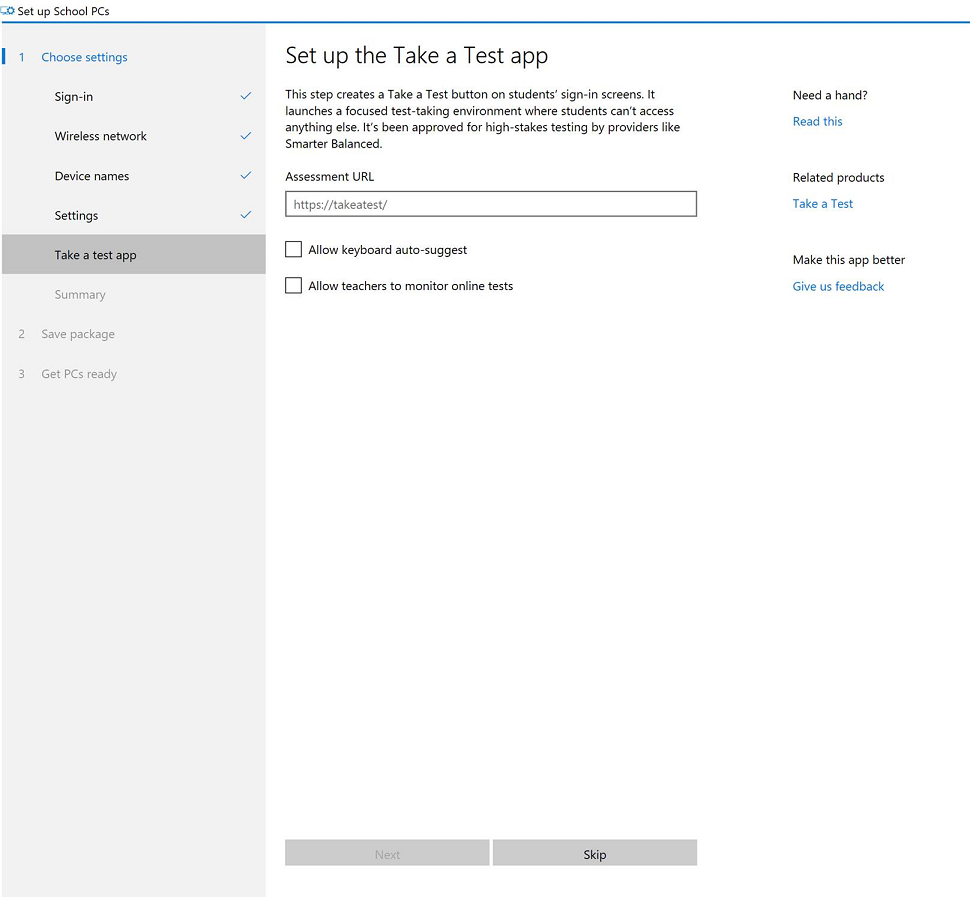 Set up School PCs
1 Choose settings
Sign-in
Wireless network
Device names
Settings
Take a test app
Summary
2 Save package
3 Get PCs ready
Set up the Take a Test app
This step creates a Take a Test button on students’ sign-in screens. It
launches a focused test-taking environment where students can’t access
anything else. It’s been approved for high-stakes testing by providers like
Smarter Balanced.
Assessment URL
https://takeatest/
Allow keyboard auto-suggest
Allow teachers to monitor online tests
Next
Skip
Need a hand?
Read this
Related products
Take a Test
Make this app better
Give us feedback